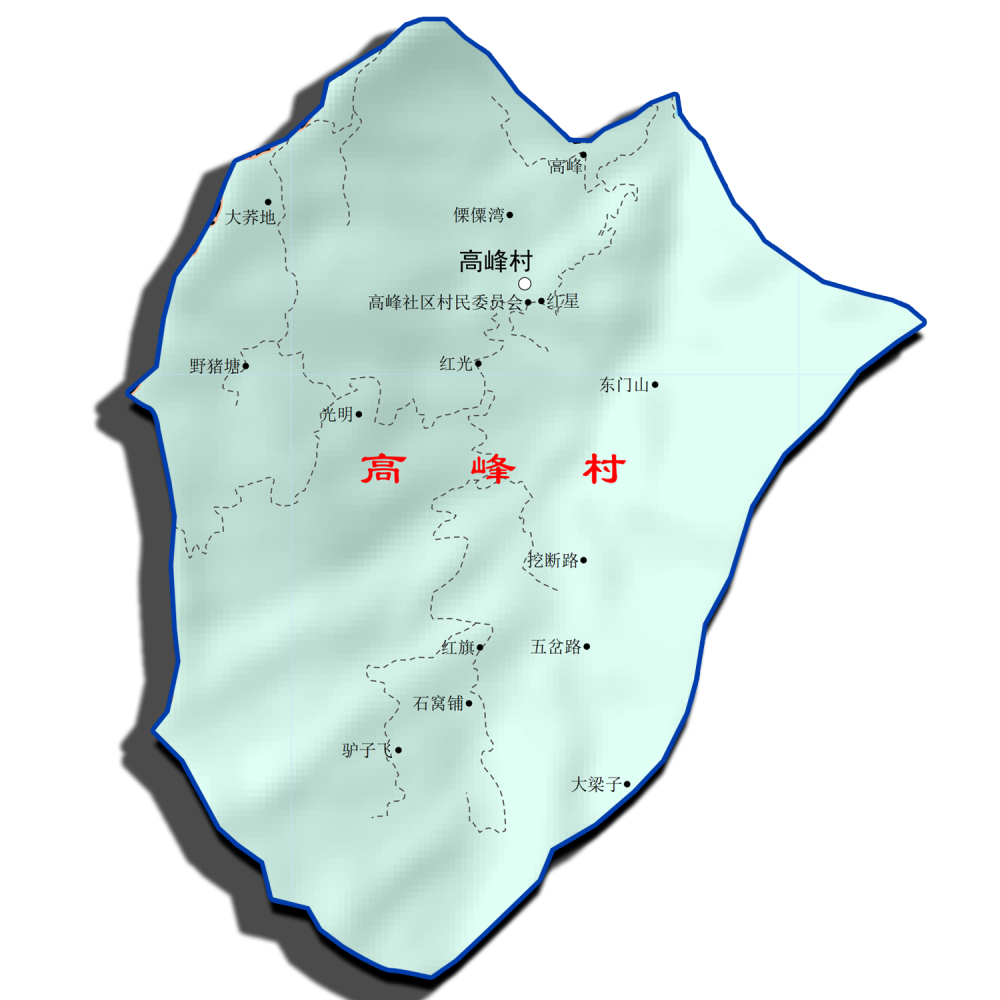 高峰
大荞地
傈僳湾
高峰村
高峰社区村民委员会
红星
野猪塘
红光
东门山
光明
高峰村
挖断路
红旗
五岔路
石窝铺
驴子飞
大梁子